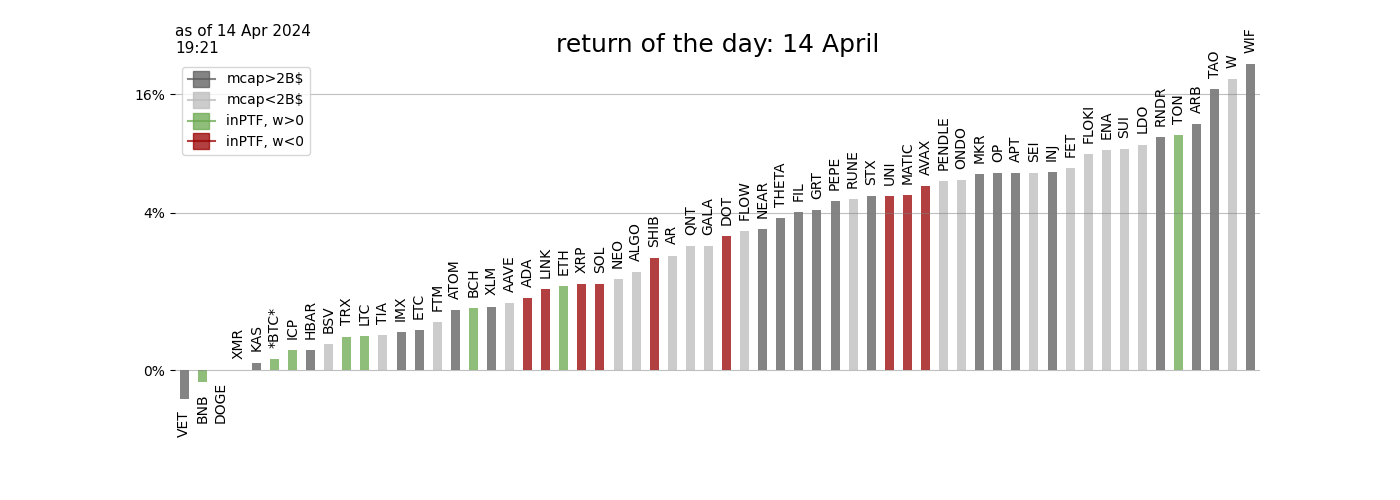 as of 14 Apr 2024
19:21
return of the day: 14 April
mcap>2B$
mcap<2B$
inPTF, w>0
inPTF, w<0
16%
4%
0%
VET
BNB
DOGE
XMR
KAS
*BTC*
ICP
HBAR
BSV
TRX
LTC
TIA
IMX
ETC
FTM
ATOM
BCH
XLM
AAVE
ADA
LINK
ETH
XRP
SOL
NEO
ALGO
SHIB
AR
QNT
GALA
DOT
FLOW
NEAR
THETA
FIL
GRT
PEPE
RUNE
STX
UNI
MATIC
AVAX
PENDLE
ONDO
MKR
OP
APT
SEI
INJ
FET
FLOKI
ENA
SUI
LDO
RNDR
TON
ARB
TAO
W
WIF